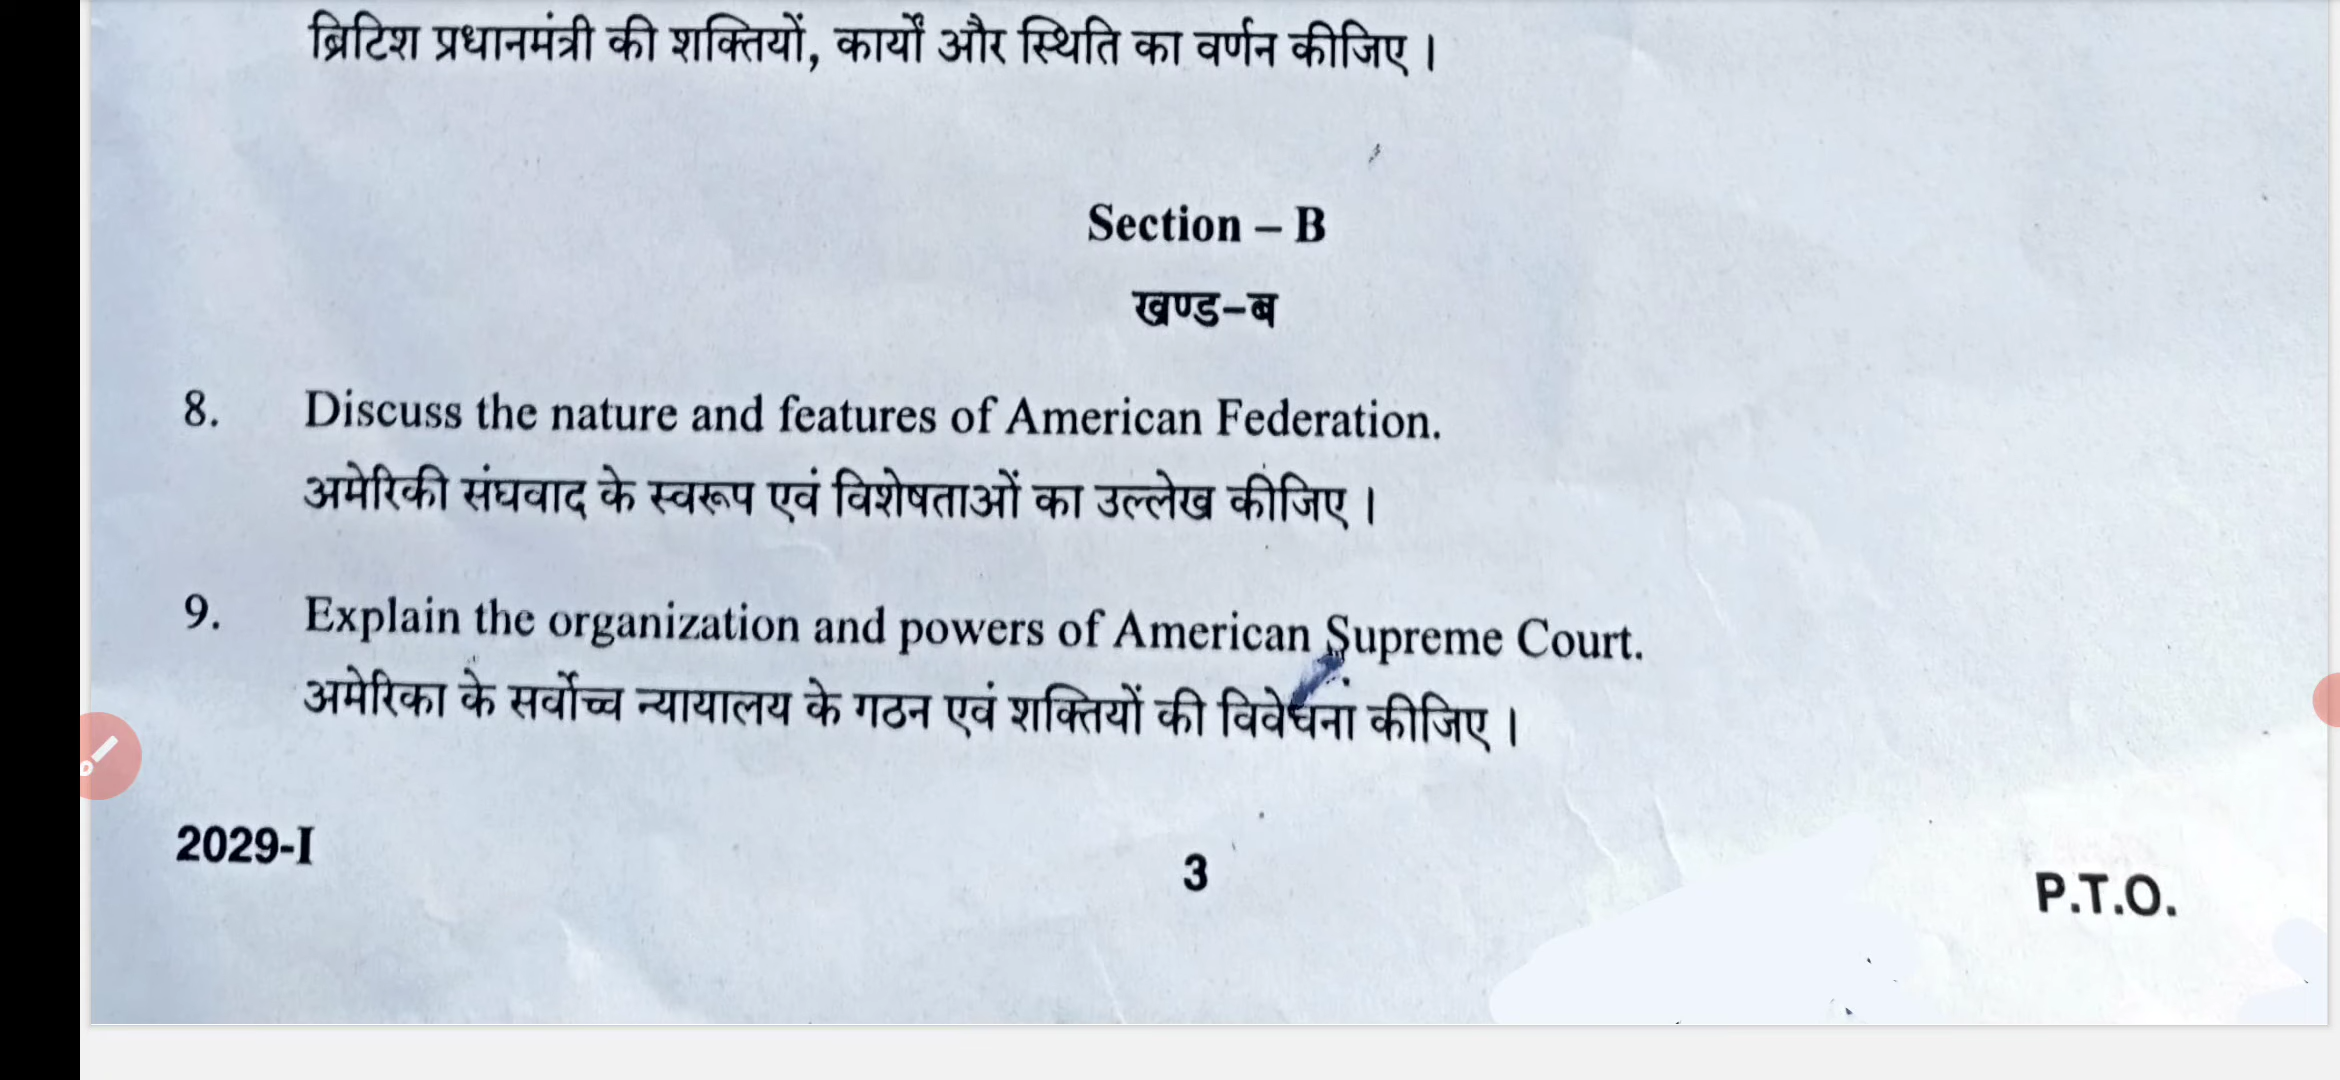 ब्रिटिश प्रधानमंत्री की शक्तियों, कार्यों और स्थिति का वर्णन कीजिए ।
Section – B
खण्ड–ब
8. Discuss the nature and features of American Federation.
अमेरिकी संघवाद के स्वरूप एवं विशेषताओं का उल्लेख कीजिए ।
9. Explain the organization and powers of American Supreme Court.
अमेरिका के सर्वोच्च न्यायालय के गठन एवं शक्तियों की विवेचना कीजिए ।
2029-I
3
P.T.O.